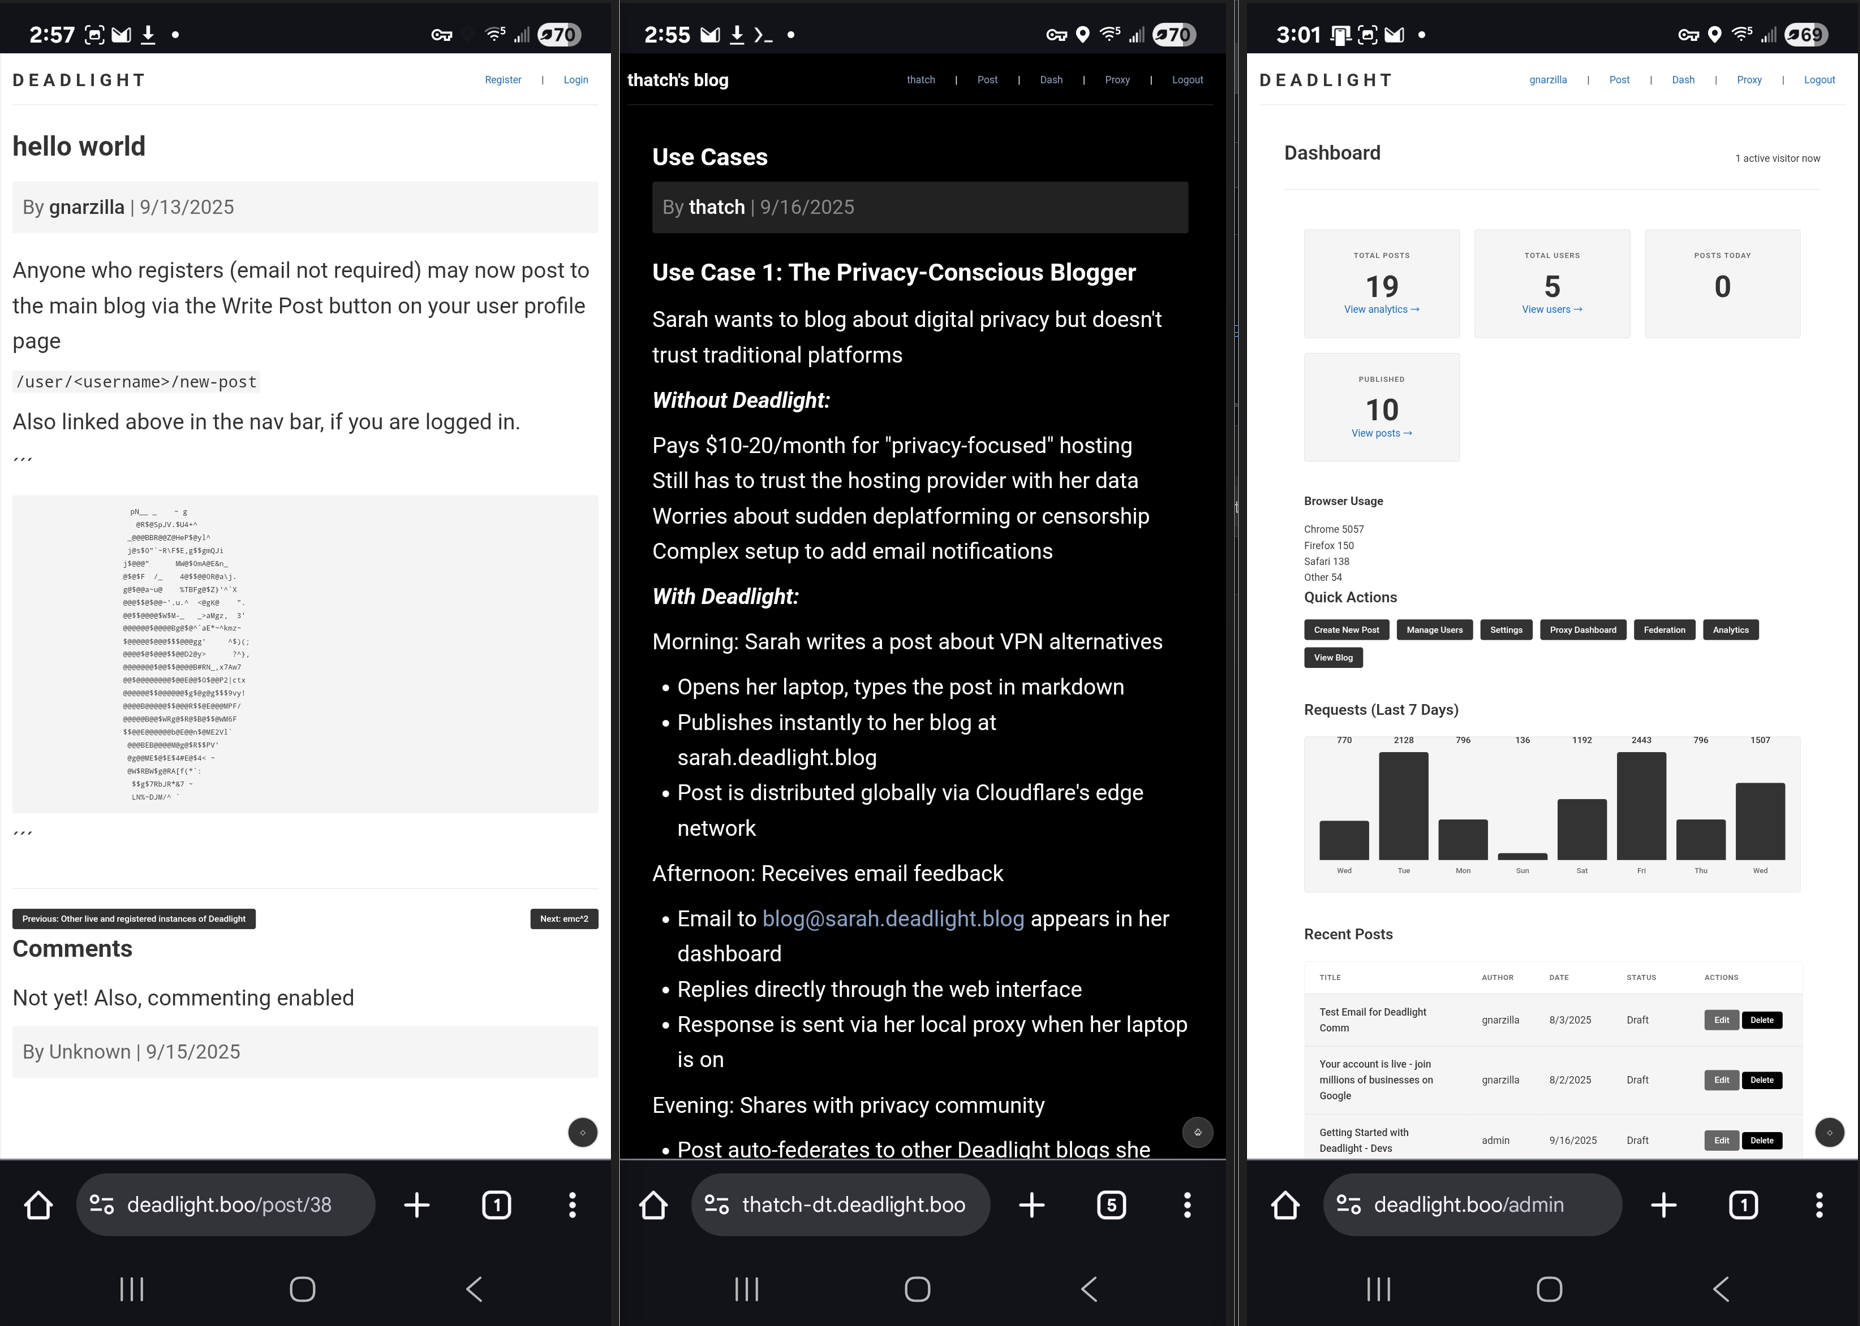 2:57
70
DEADLIGHT
Register | Login
hello world
By gnarzilla | 9/13/2025
Anyone who registers (email not required) may now post to
the main blog via the Write Post button on your user profile
page
/user/<username>/new-post
Also linked above in the nav bar, if you are logged in.
Previous: Other live and registered instances of Deadlight
Next: emc^2
Comments
Not yet! Also, commenting enabled
By Unknown | 9/15/2025
deadlight.boo/post/38
1
2:55
70
thatch's blog
thatch | Post | Dash | Proxy | Logout
Use Cases
By thatch | 9/16/2025
Use Case 1: The Privacy-Conscious Blogger
Sarah wants to blog about digital privacy but doesn't
trust traditional platforms
Without Deadlight:
Pays $10-20/month for "privacy-focused" hosting
Still has to trust the hosting provider with her data
Worries about sudden deplatforming or censorship
Complex setup to add email notifications
With Deadlight:
Morning: Sarah writes a post about VPN alternatives
• Opens her laptop, types the post in markdown
• Publishes instantly to her blog at
sarah.deadlight.blog
• Post is distributed globally via Cloudflare's edge
network
Afternoon: Receives email feedback
• Email to blog@sarah.deadlight.blog appears in her
dashboard
• Replies directly through the web interface
• Response is sent via her local proxy when her laptop
is on
Evening: Shares with privacy community
• Post auto-federates to other Deadlight blogs she
thatch-dt.deadlight.boo
5
3:01
69
DEADLIGHT
gnarzilla | Post | Dash | Proxy | Logout
Dashboard
1 active visitor now
TOTAL POSTS
19
View analytics →
TOTAL USERS
5
View users →
POSTS TODAY
0
PUBLISHED
10
View posts →
Browser Usage
Chrome 5057
Firefox 150
Safari 138
Other 54
Quick Actions
Create New Post
Manage Users
Settings
Proxy Dashboard
Federation
Analytics
View Blog
Requests (Last 7 Days)
770 2128 796 136 1192 2443 796 1507
Wed Tue Mon Sun Sat Fri Thu Wed
Recent Posts
TITLE AUTHOR DATE STATUS ACTIONS
Test Email for Deadlight
Comm
gnarzilla 8/3/2025 Draft Edit Delete
Your account is live - join
millions of businesses on
Google
gnarzilla 8/2/2025 Draft Edit Delete
Getting Started with
Deadlight - Devs
admin 9/16/2025 Draft Edit Delete
deadlight.boo/admin
1